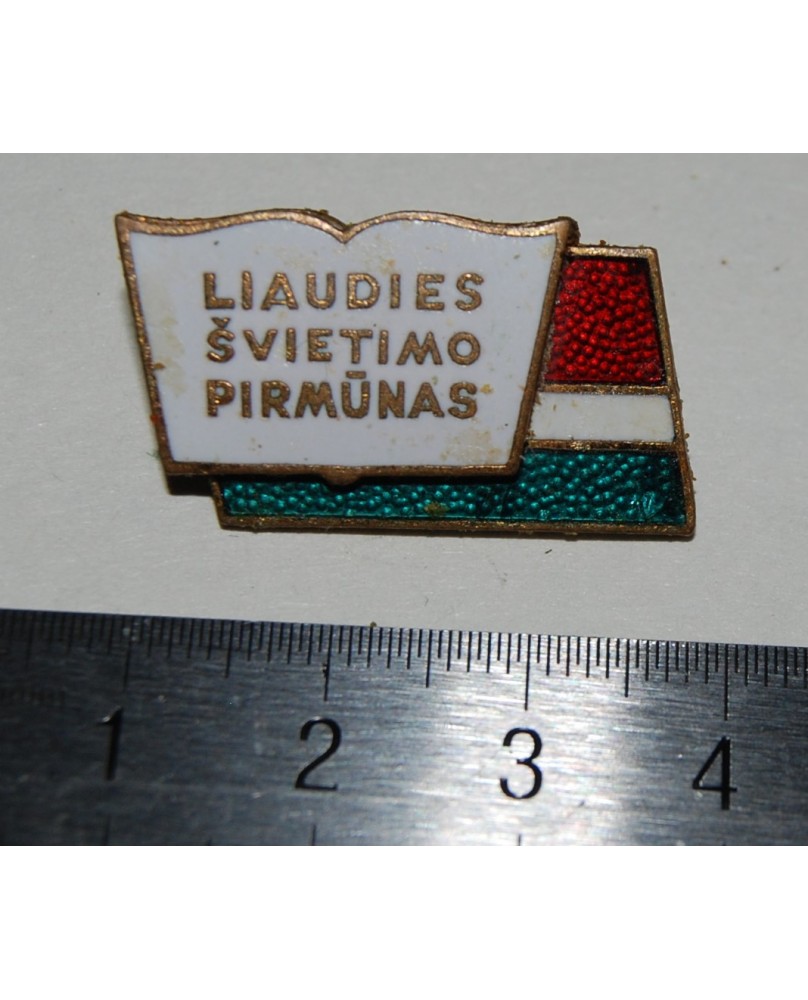 LIAUDIES
ŠVIETIMO
PIRMŪNAS
1 2 3 4